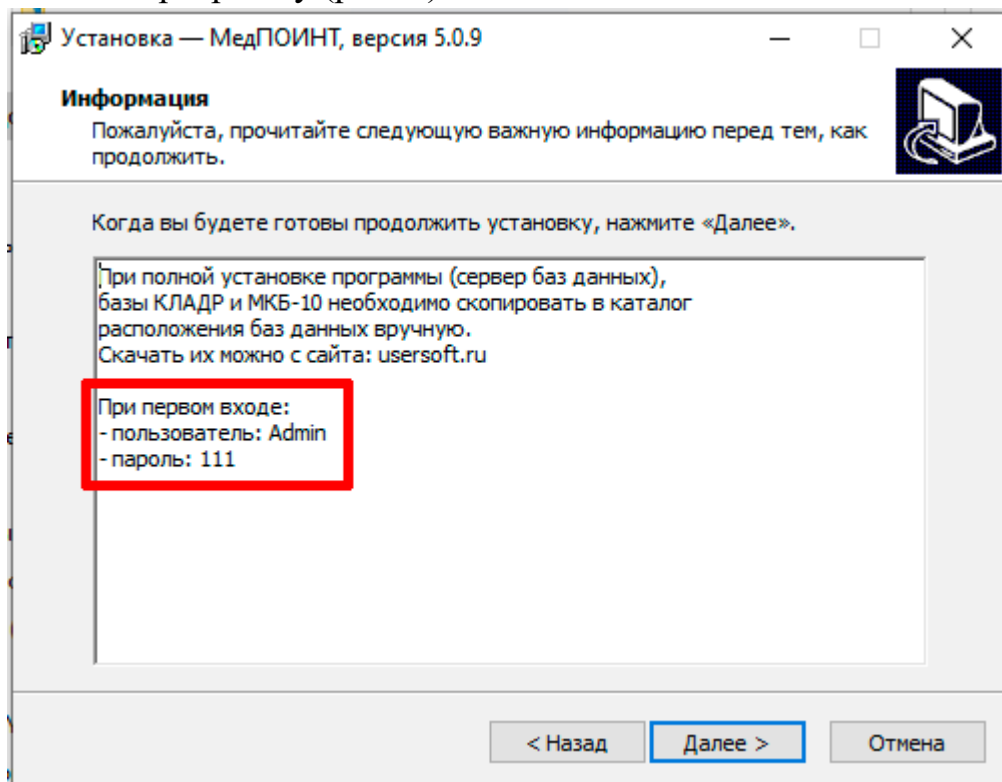 Установка — МедПОИНТ, версия 5.0.9
Информация
Пожалуйста, прочитайте следующую важную информацию перед тем, как
продолжить.
Когда вы будете готовы продолжить установку, нажмите «Далее».
При полной установке программы (сервер баз данных),
базы КЛАДР и МКБ-10 необходимо скопировать в каталог
расположения баз данных вручную.
Скачать их можно с сайта: usersoft.ru
При первом входе:
- пользователь: Admin
- пароль: 111
< Назад
Далее >
Отмена